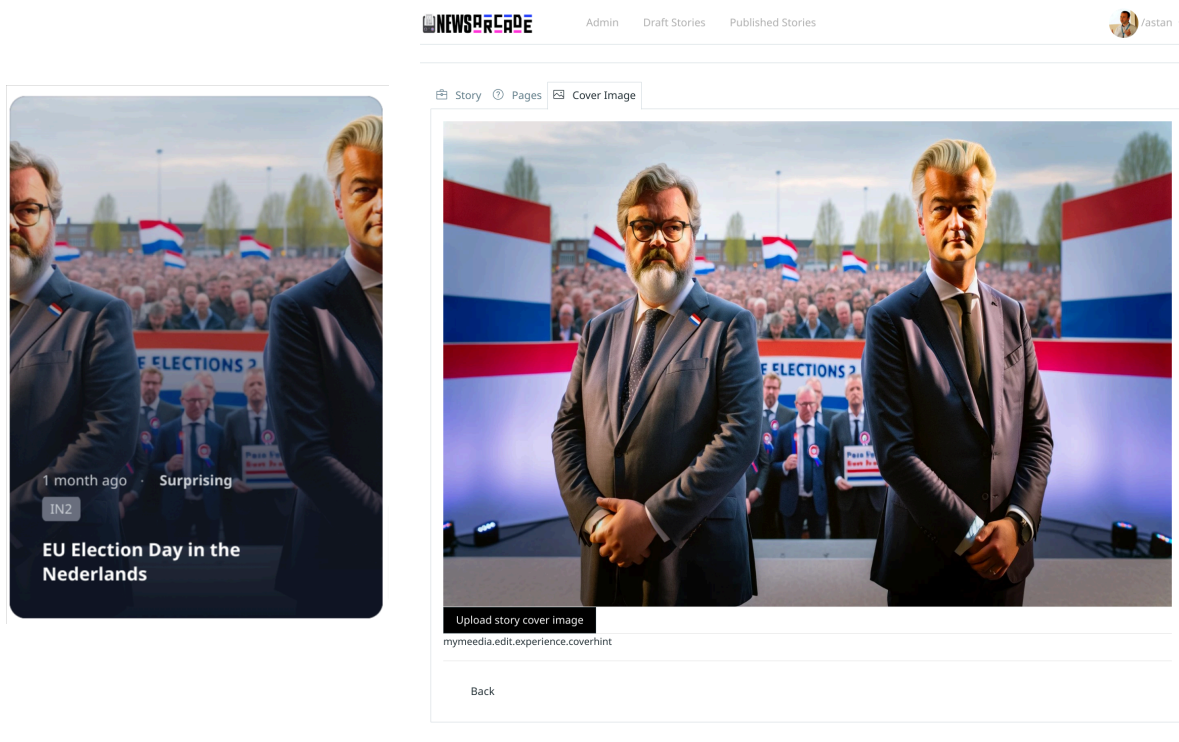 NEWSARCADE
Admin
Draft Stories
Published Stories
/astan
Story
Pages
Cover Image
E ELECTIONS 2
1 month ago · Surprising
IN2
EU Election Day in the
Nederlands
ELECTIONS 2
Upload story cover image
mymeedia.edit.experience.coverhint
Back